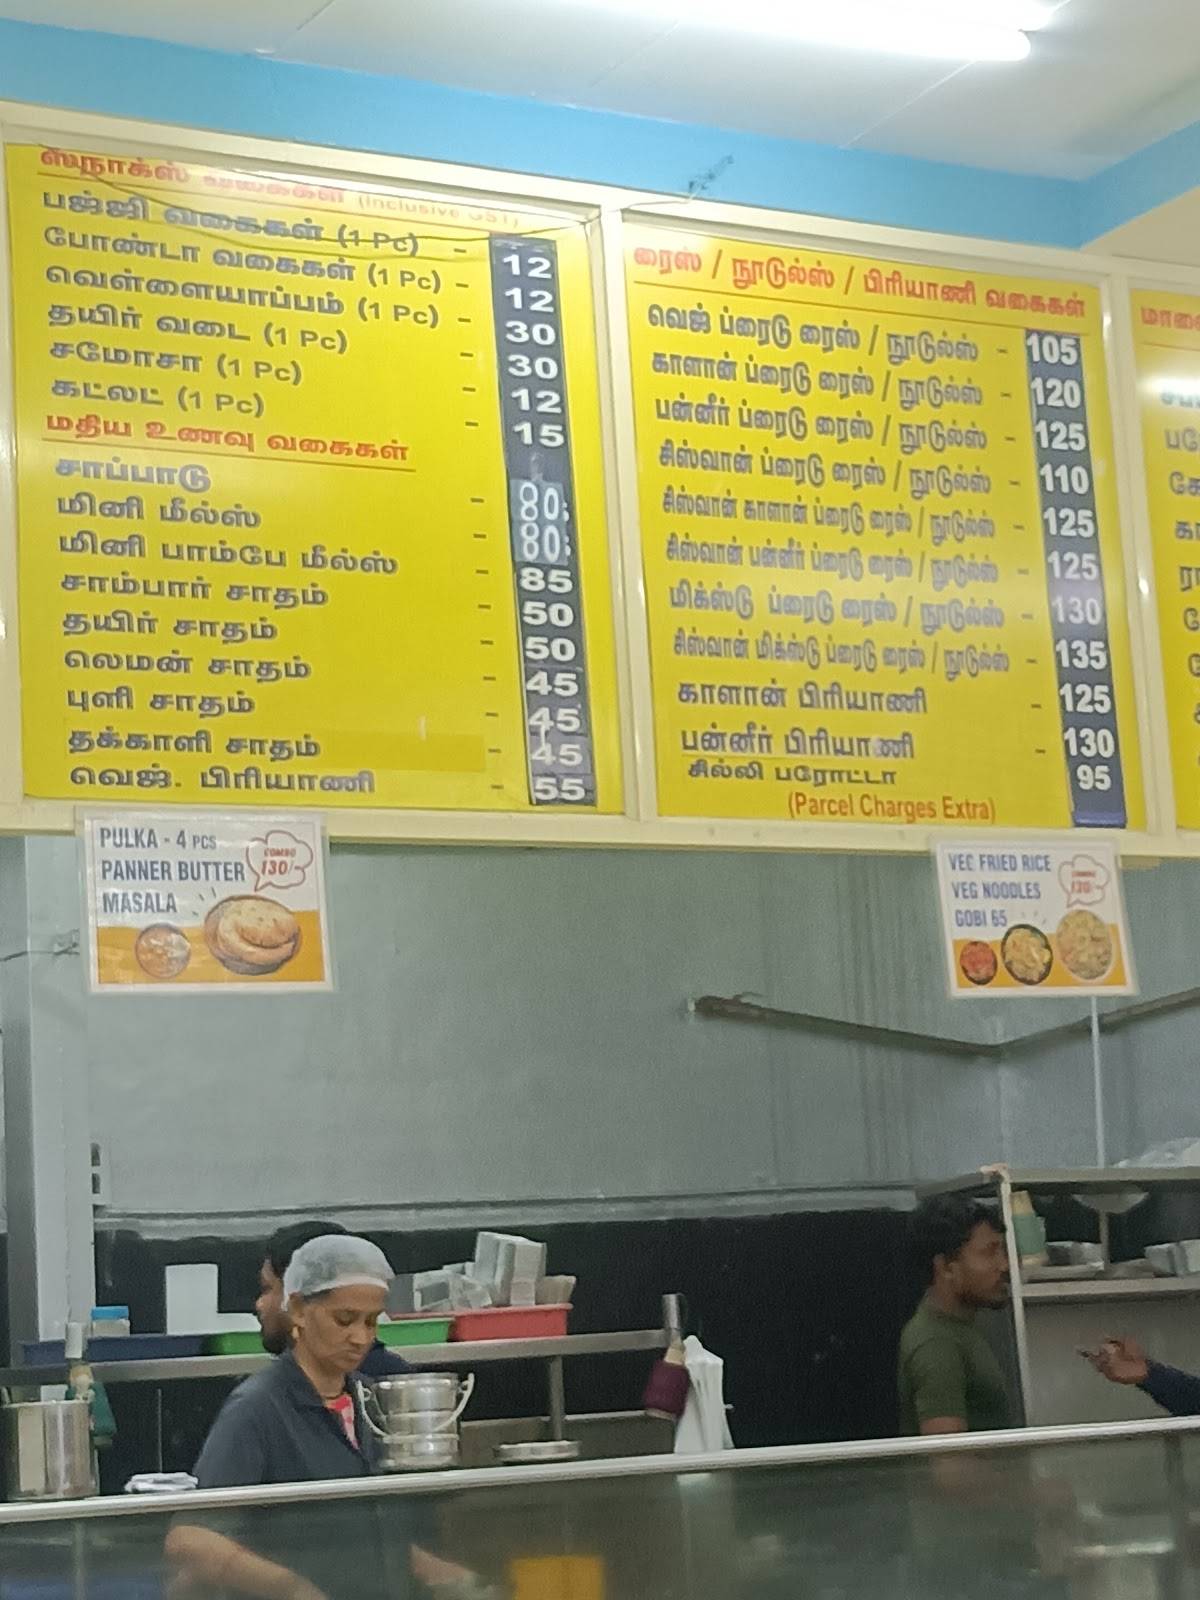 ஸ்நாக்ஸ் வகைகள் (Inclusive GST)
பஜ்ஜி வகைகள் (1 Pc) - 12
போண்டா வகைகள் (1 Pc) - 12
வெள்ளையாப்பம் (1 Pc) - 30
தயிர் வடை (1 Pc) - 30
சமோசா (1 Pc) - 12
கட்லட் (1 Pc) - 15
மதிய உணவு வகைகள்
சாப்பாடு - 80
மினி மீல்ஸ் - 80
மினி பாம்பே மீல்ஸ் - 85
சாம்பார் சாதம் - 50
தயிர் சாதம் - 50
லெமன் சாதம் - 45
புளி சாதம் - 45
தக்காளி சாதம் - 45
வெஜ். பிரியாணி - 55
ரைஸ் / நூடுல்ஸ் / பிரியாணி வகைகள்
வெஜ் ப்ரைடு ரைஸ் / நூடுல்ஸ் - 105
காளான் ப்ரைடு ரைஸ் / நூடுல்ஸ் - 120
பன்னீர் ப்ரைடு ரைஸ் / நூடுல்ஸ் - 125
சிஸ்வான் ப்ரைடு ரைஸ் / நூடுல்ஸ் - 110
சிஸ்வான் காளான் ப்ரைடு ரைஸ் / நூடுல்ஸ் - 125
சிஸ்வான் பன்னீர் ப்ரைடு ரைஸ் / நூடுல்ஸ் - 125
மிக்ஸ்டு ப்ரைடு ரைஸ் / நூடுல்ஸ் - 130
சிஸ்வான் மிக்ஸ்டு ப்ரைடு ரைஸ் / நூடுல்ஸ் - 135
காளான் பிரியாணி - 125
பன்னீர் பிரியாணி - 130
சில்லி பரோட்டா 95
(Parcel Charges Extra)
PULKA - 4 PCS
PANNER BUTTER
MASALA
COMBO
130/-
VEG FRIED RICE
VEG NOODLES
GOBI 65
130/-